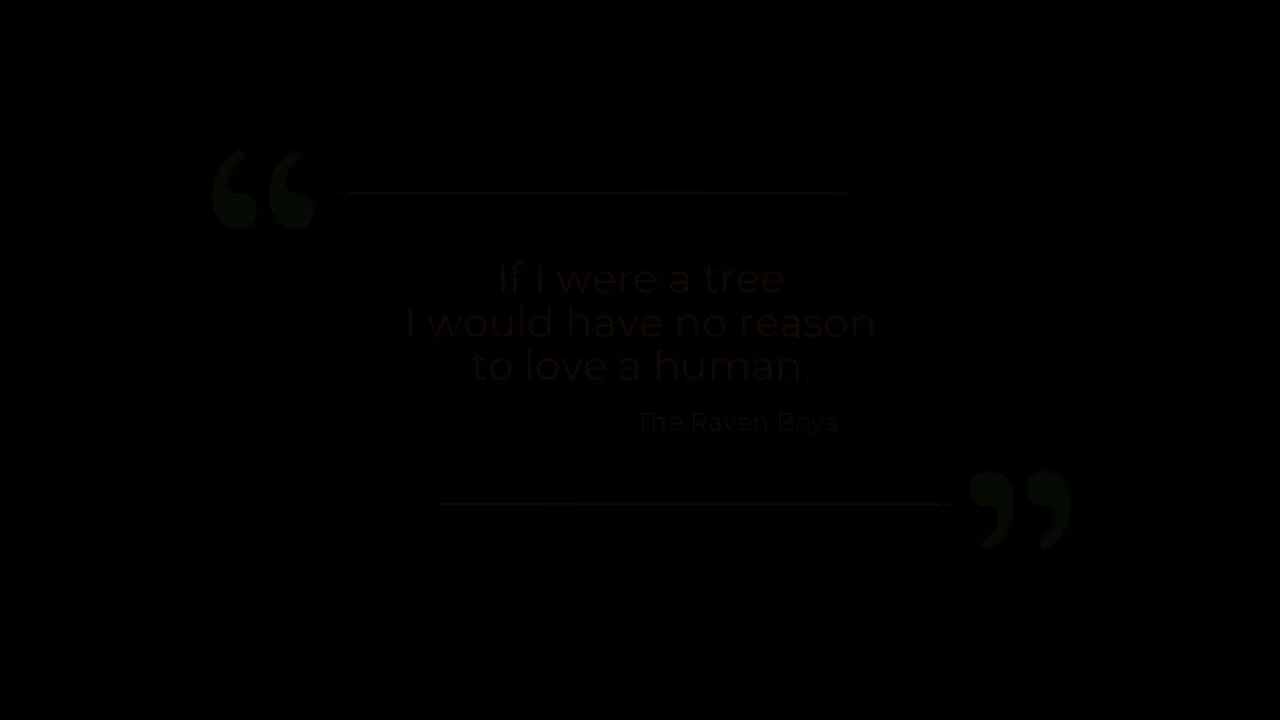 “
If I were a tree
I would have no reason
to love a human.
The Raven Boys
”